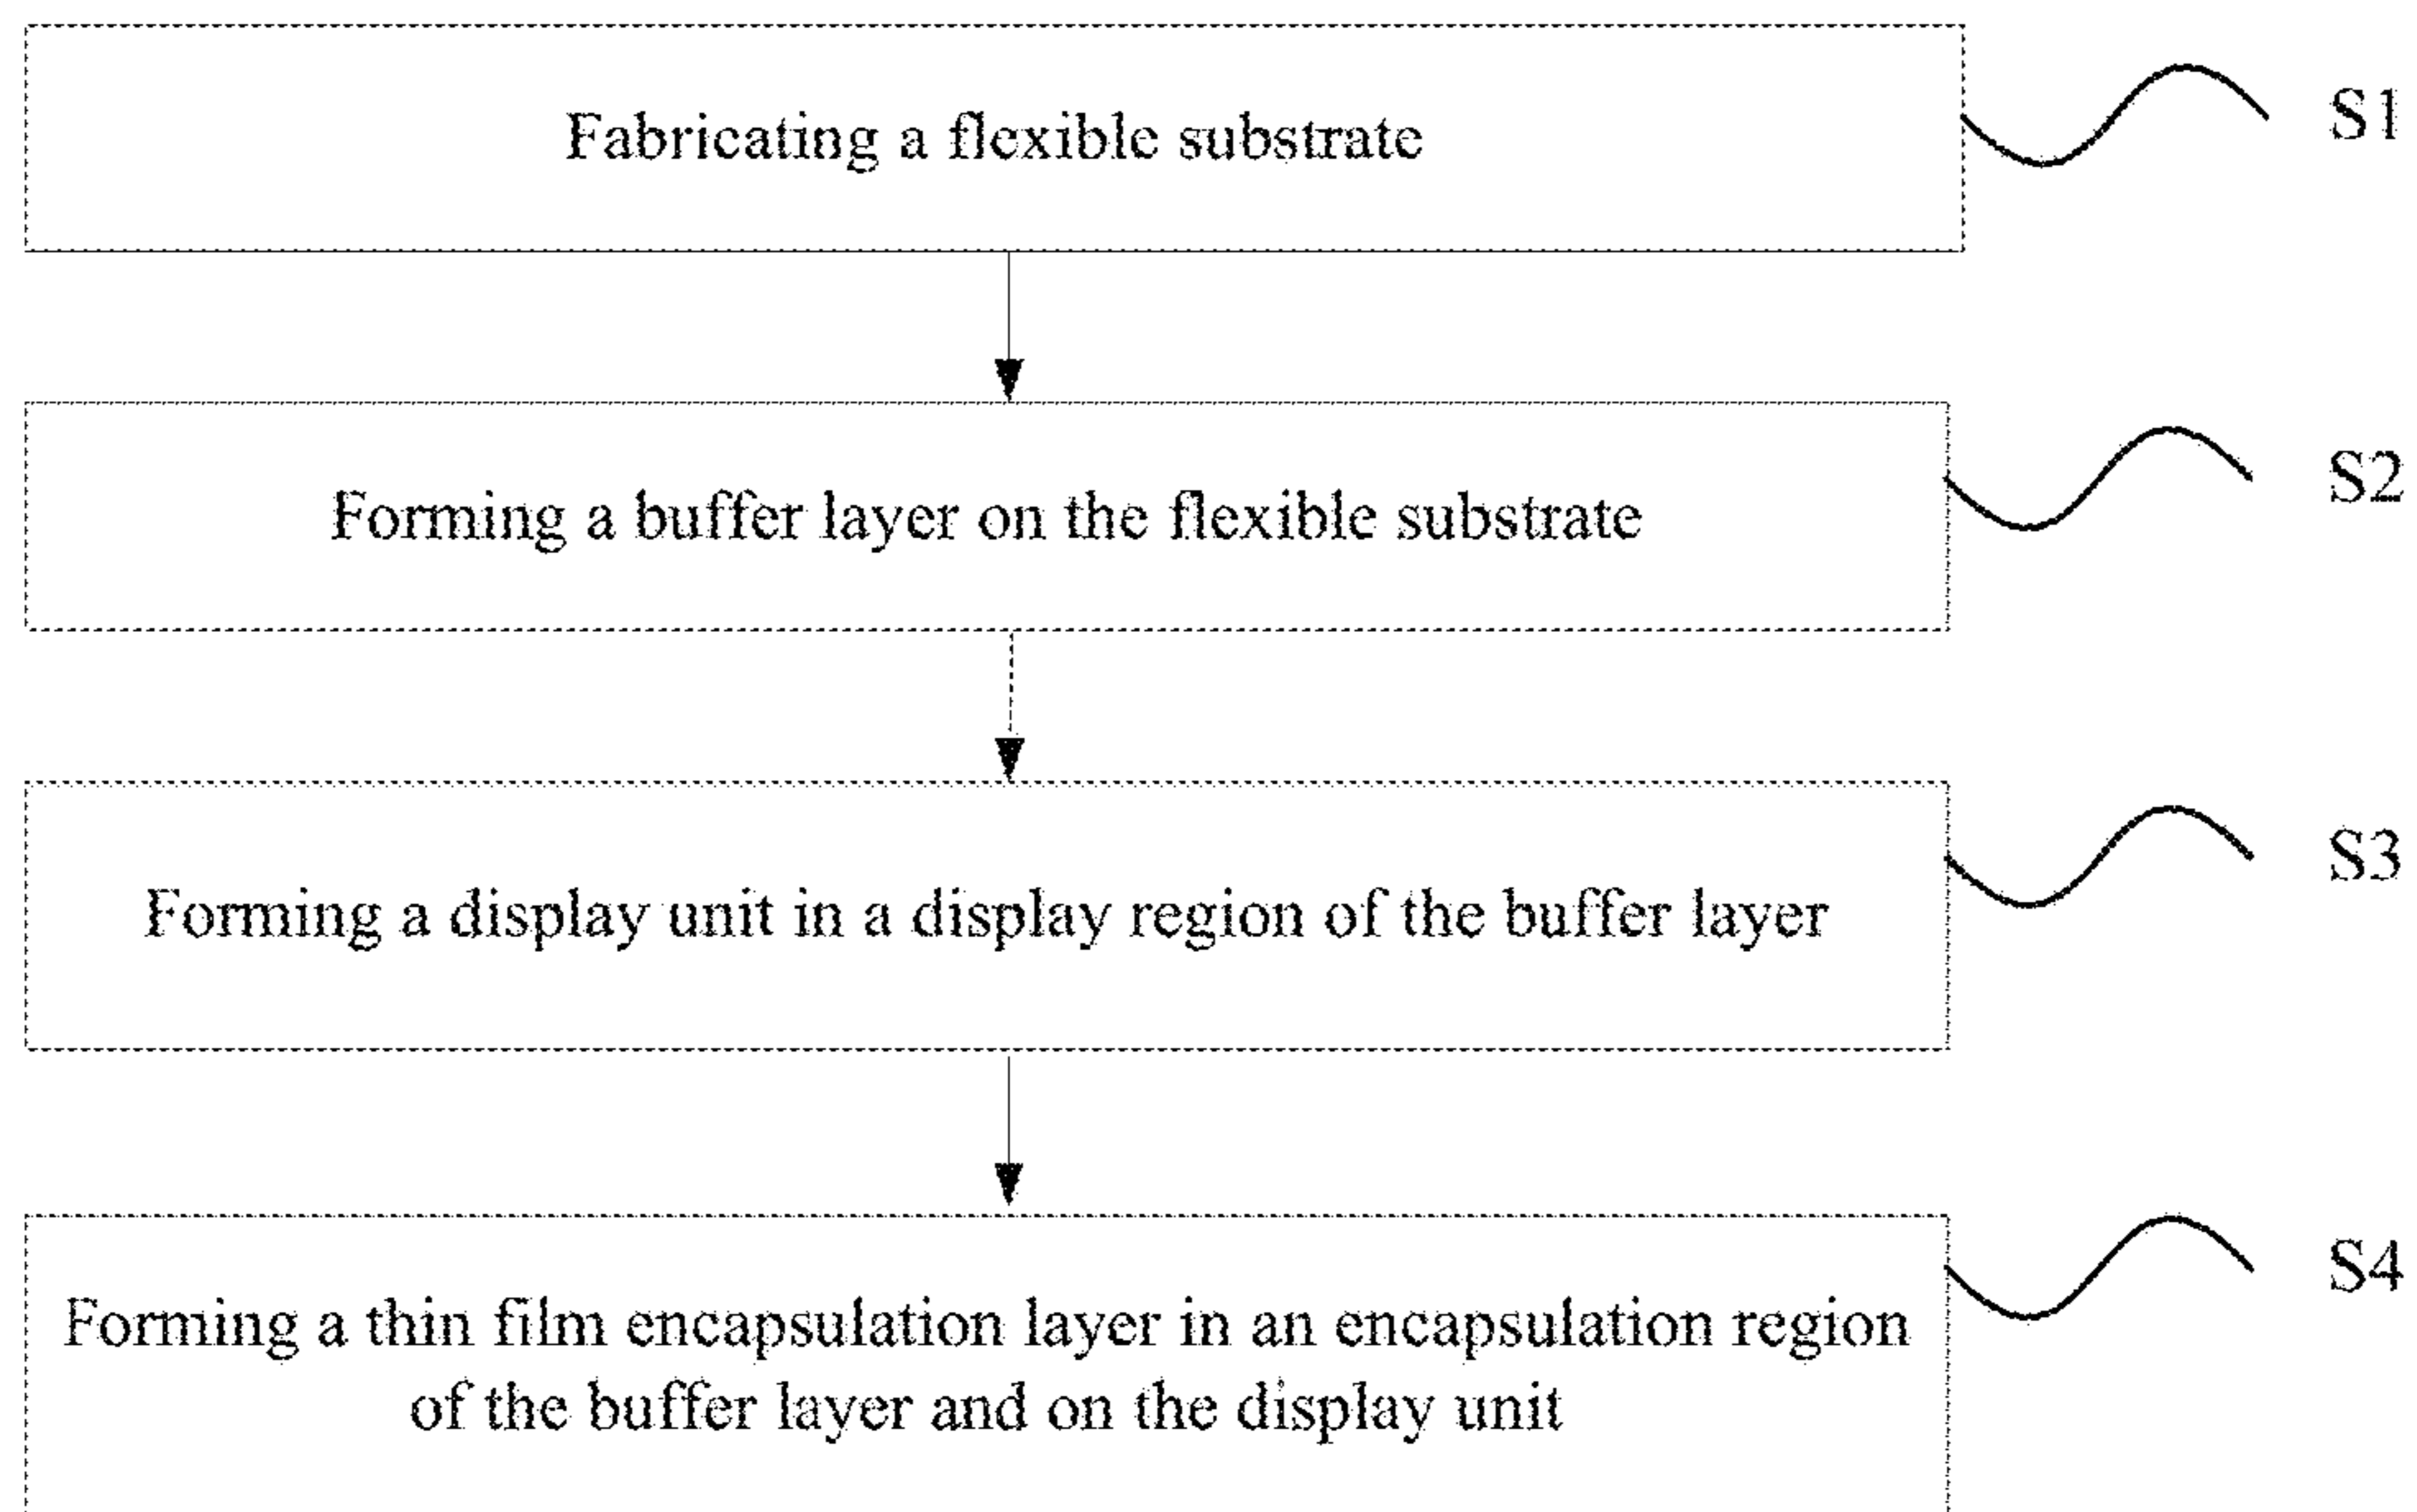 Fabricating a flexible substrate
S1
Forming a buffer layer on the flexible substrate
S2
Forming a display unit in a display region of the buffer layer
S3
Forming a thin film encapsulation layer in an encapsulation region
of the buffer layer and on the display unit
S4